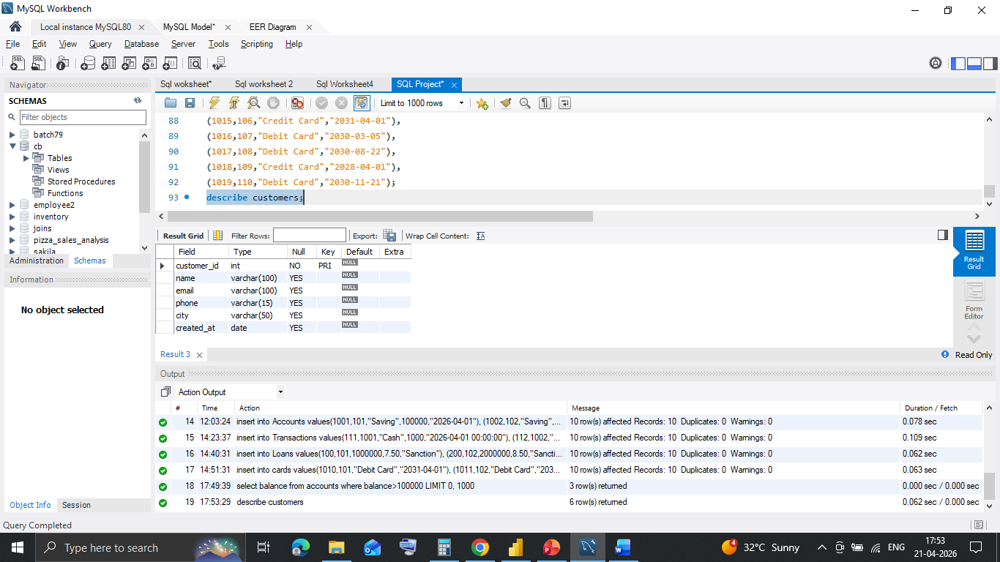 MySQL Workbench
Local instance MySQL80
MySQL Model*
EER Diagram
File Edit View Query Database Server Tools Scripting Help
Navigator
SCHEMAS
Filter objects
batch79
cb
Tables
Views
Stored Procedures
Functions
employee2
inventory
joins
pizza_sales_analysis
sakila
Administration Schemas
Information
No object selected
Object Info Session
Sql woksheet* Sql worksheet 2 Sql Worksheet4 SQL Project*
Limit to 1000 rows
88 (1015,106,"Credit Card","2031-04-01"),
89 (1016,107,"Debit Card","2030-03-05"),
90 (1017,108,"Debit Card","2030-08-22"),
91 (1018,109,"Credit Card","2028-04-01"),
92 (1019,110,"Debit Card","2030-11-21");
93 describe customers;
Result Grid Filter Rows: Export: Wrap Cell Content:
Field Type Null Key Default Extra
customer_id int NO PRI NULL
name varchar(100) YES NULL
email varchar(100) YES NULL
phone varchar(15) YES NULL
city varchar(50) YES NULL
created_at date YES NULL
Result Grid
Form Editor
Result 3
Read Only
Output
Action Output
# Time Action Message Duration / Fetch
14 12:03:24 insert into Accounts values(1001,101,"Saving",100000,"2026-04-01"), (1002,102,"Saving",... 10 row(s) affected Records: 10 Duplicates: 0 Warnings: 0 0.078 sec
15 14:23:37 insert into Transactions values(111,1001,"Cash",1000,"2026-04-01 00:00:00"), (112,1002,"... 10 row(s) affected Records: 10 Duplicates: 0 Warnings: 0 0.109 sec
16 14:40:31 insert into Loans values(100,101,1000000,7.50,"Sanction"), (200,102,2000000,8.50,"Sancti... 10 row(s) affected Records: 10 Duplicates: 0 Warnings: 0 0.062 sec
17 14:51:31 insert into cards values(1010,101,"Debit Card","2031-04-01"), (1011,102,"Debit Card","203... 10 row(s) affected Records: 10 Duplicates: 0 Warnings: 0 0.063 sec
18 17:49:39 select balance from accounts where balance>100000 LIMIT 0, 1000 3 row(s) returned 0.000 sec / 0.000 sec
19 17:53:29 describe customers 6 row(s) returned 0.062 sec / 0.000 sec
Query Completed
Type here to search
4
32°C Sunny
ENG
17:53
21-04-2026